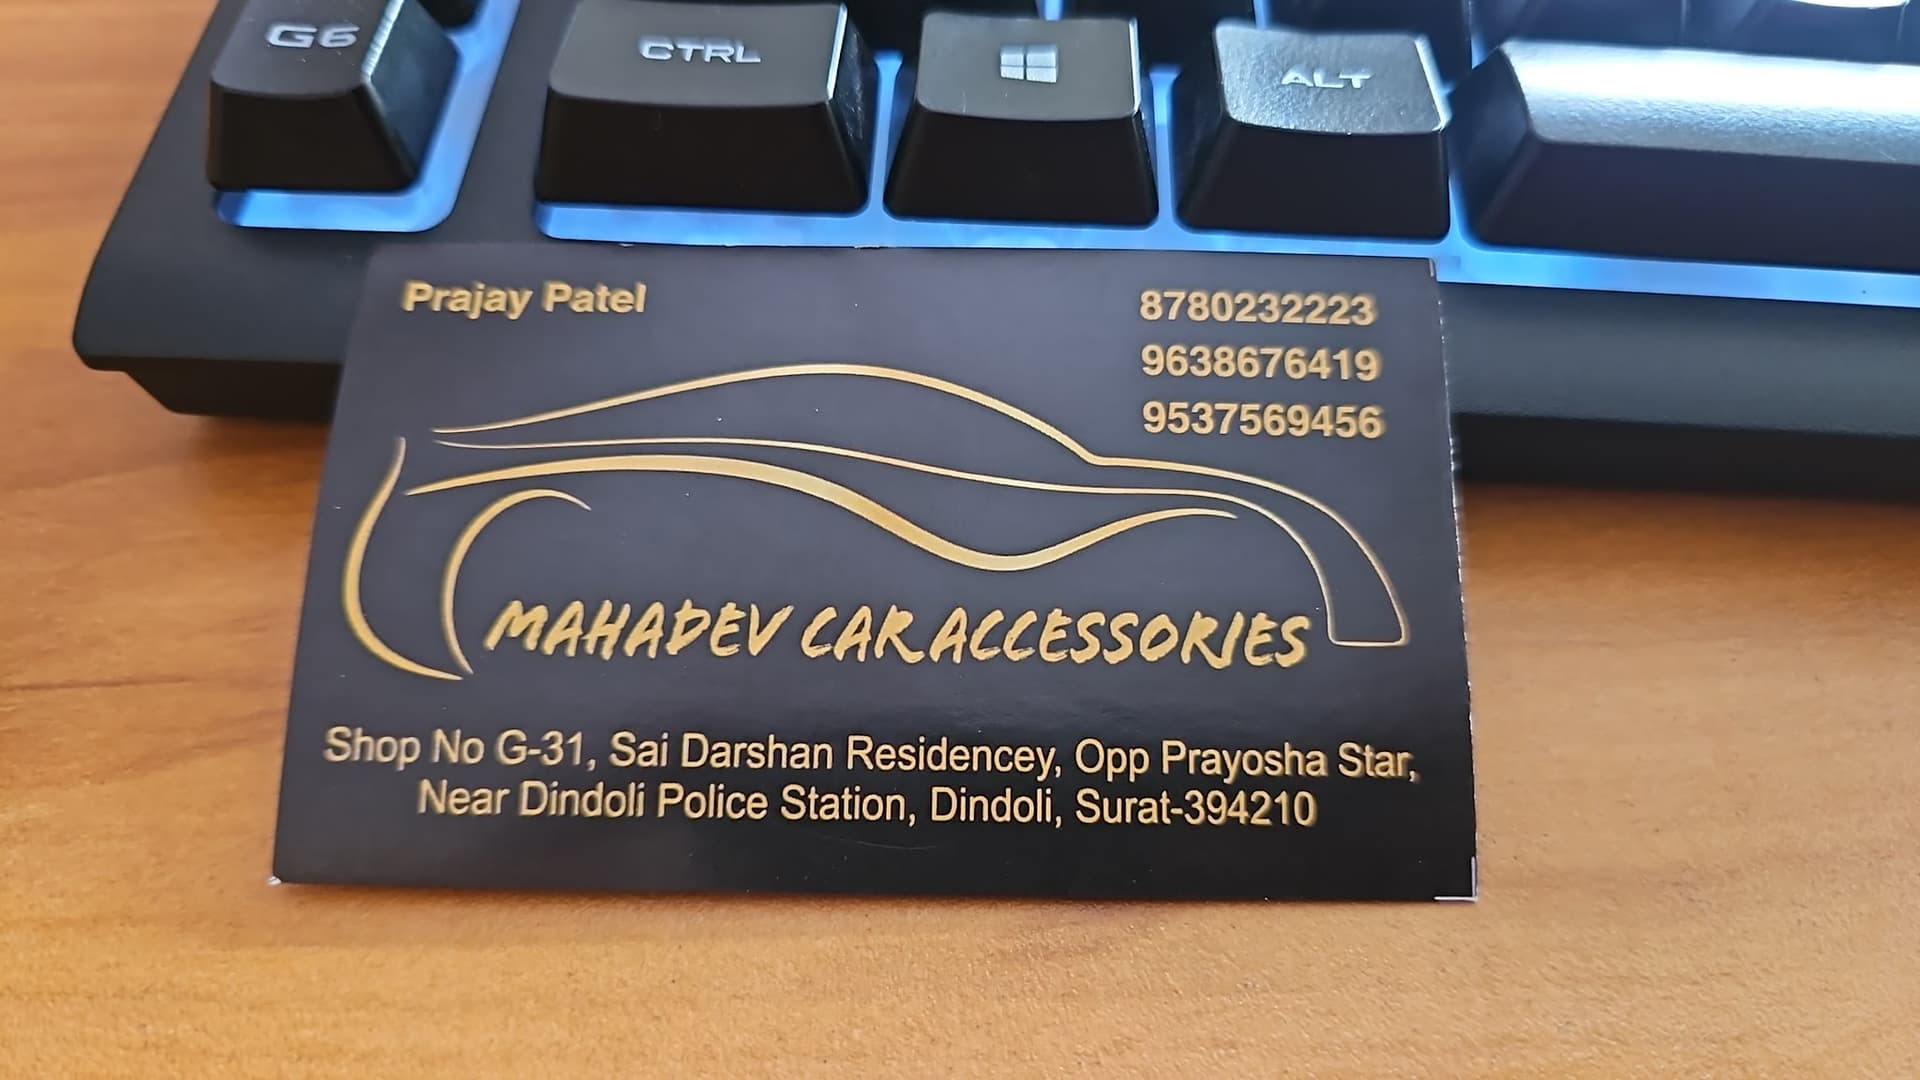 G6
CTRL
ALT
Prajay Patel
8780232223
9638676419
9537569456
MAHADEV CAR ACCESSORIES
Shop No G-31, Sai Darshan Residencey, Opp Prayosha Star,
Near Dindoli Police Station, Dindoli, Surat-394210